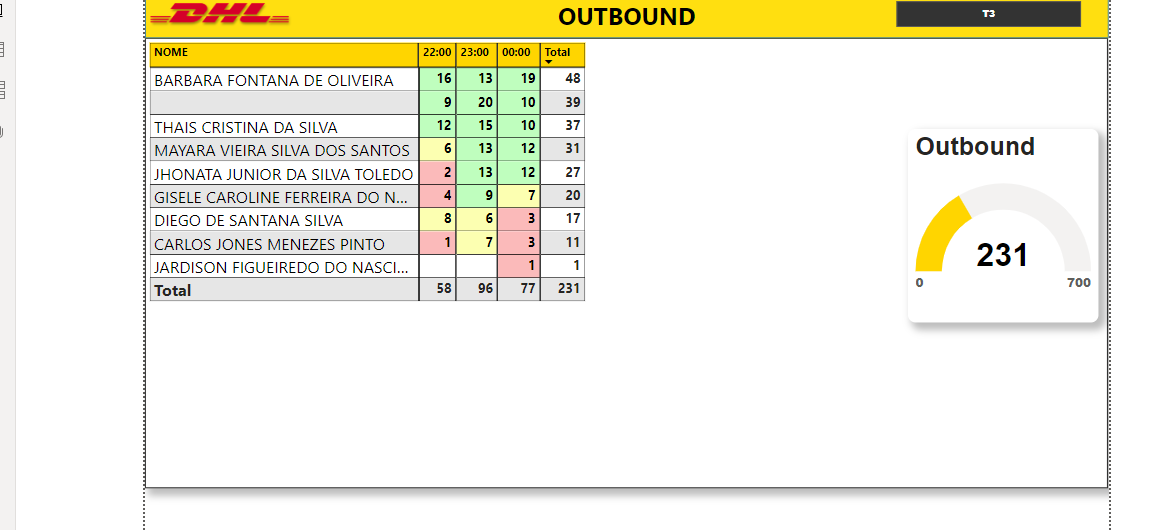 DHL
OUTBOUND
T3
NOME 22:00 23:00 00:00 Total
BARBARA FONTANA DE OLIVEIRA 16 13 19 48
9 20 10 39
THAIS CRISTINA DA SILVA 12 15 10 37
MAYARA VIEIRA SILVA DOS SANTOS 6 13 12 31
JHONATA JUNIOR DA SILVA TOLEDO 2 13 12 27
GISELE CAROLINE FERREIRA DO N... 4 9 7 20
DIEGO DE SANTANA SILVA 8 6 3 17
CARLOS JONES MENEZES PINTO 1 7 3 11
JARDISON FIGUEIREDO DO NASCI... 1 1
Total 58 96 77 231
Outbound
231
0 700